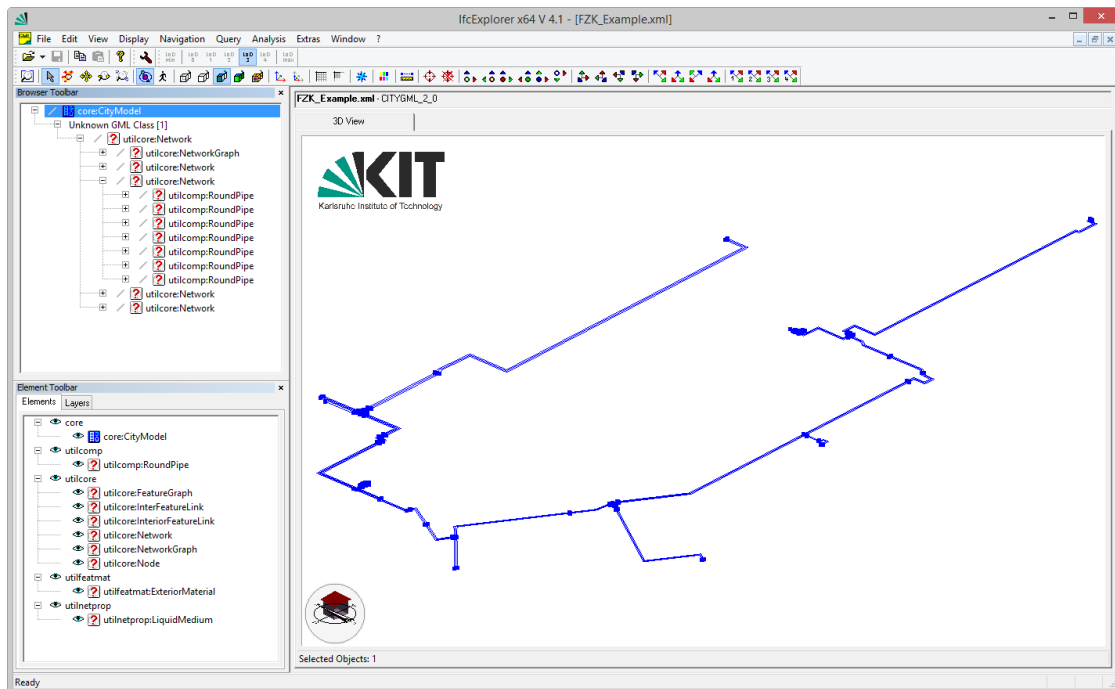 IfcExplorer x64 V 4.1 - [FZK_Example.xml]
File Edit View Display Navigation Query Analysis Extras Window ?
Browser Toolbar
core:CityModel
Unknown GML Class [1]
utilcore:Network
utilcore:NetworkGraph
utilcore:Network
utilcore:Network
utilcomp:RoundPipe
utilcomp:RoundPipe
utilcomp:RoundPipe
utilcomp:RoundPipe
utilcomp:RoundPipe
utilcomp:RoundPipe
utilcomp:RoundPipe
utilcore:Network
utilcore:Network
Element Toolbar
Elements Layers
core
core:CityModel
utilcomp
utilcomp:RoundPipe
utilcore
utilcore:FeatureGraph
utilcore:InterFeatureLink
utilcore:InteriorFeatureLink
utilcore:Network
utilcore:NetworkGraph
utilcore:Node
utilfeatmat
utilfeatmat:ExteriorMaterial
utilnetprop
utilnetprop:LiquidMedium
FZK_Example.xml - CITYGML_2_0
3D View
KIT
Karlsruhe Institute of Technology
Selected Objects: 1
Ready